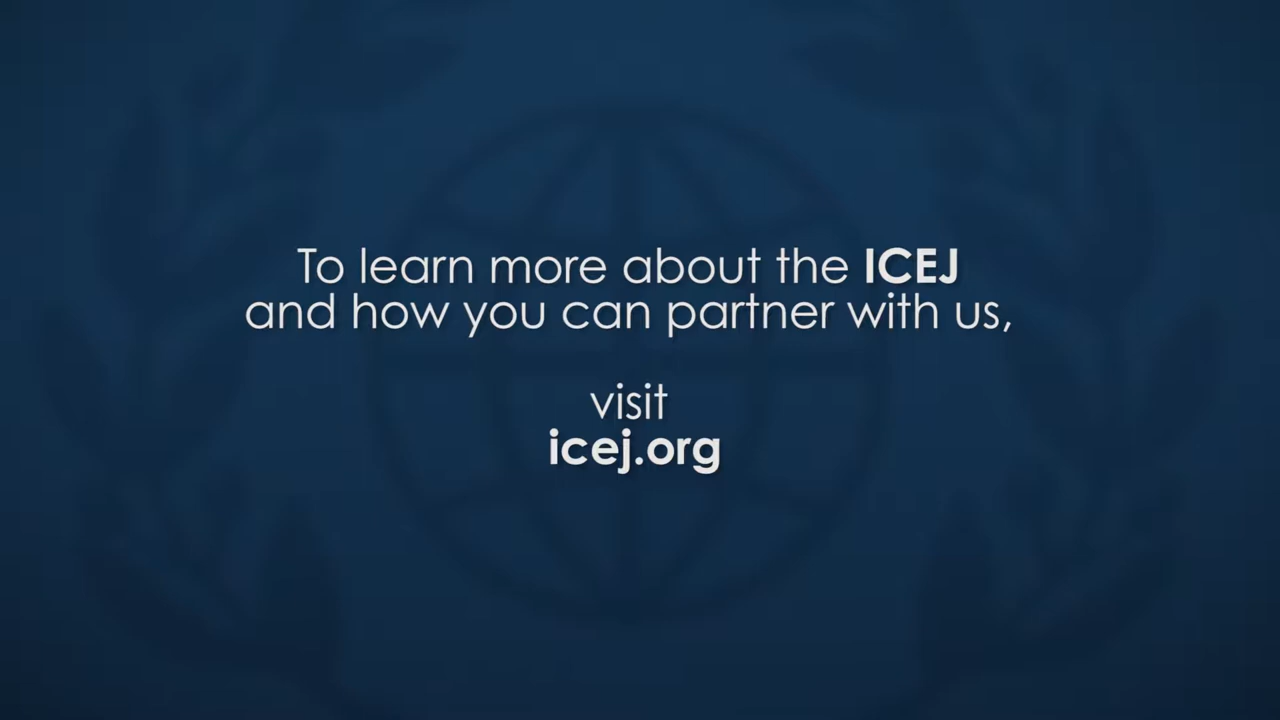 To learn more about the ICEJ
and how you can partner with us,
visit
icej.org